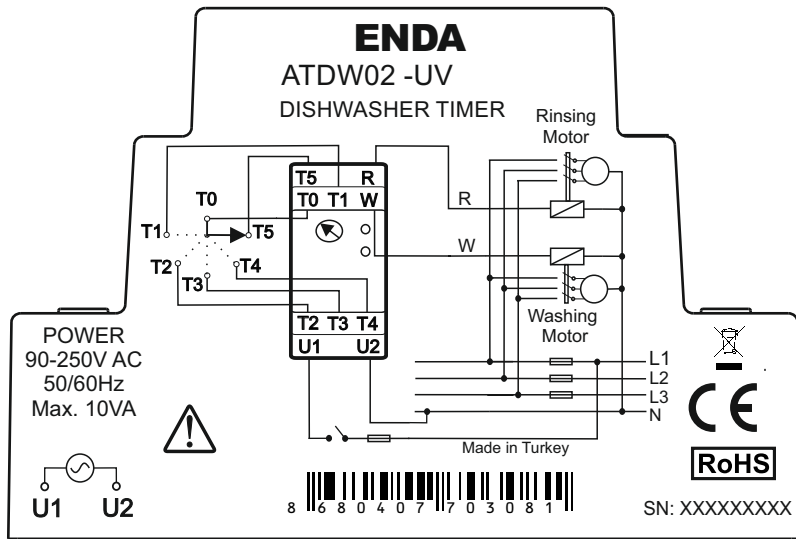 ENDA
ATDW02 -UV
DISHWASHER TIMER
Rinsing
Motor
T5 R
T0 T1 W
T0
T1
T5
T2
T3
T4
R
W
Washing
Motor
T2 T3 T4
U1 U2
L1
L2
L3
N
POWER
90-250V AC
50/60Hz
Max. 10VA
U1 U2
Made in Turkey
8 680407 703081
CE
RoHS
SN: XXXXXXXXX